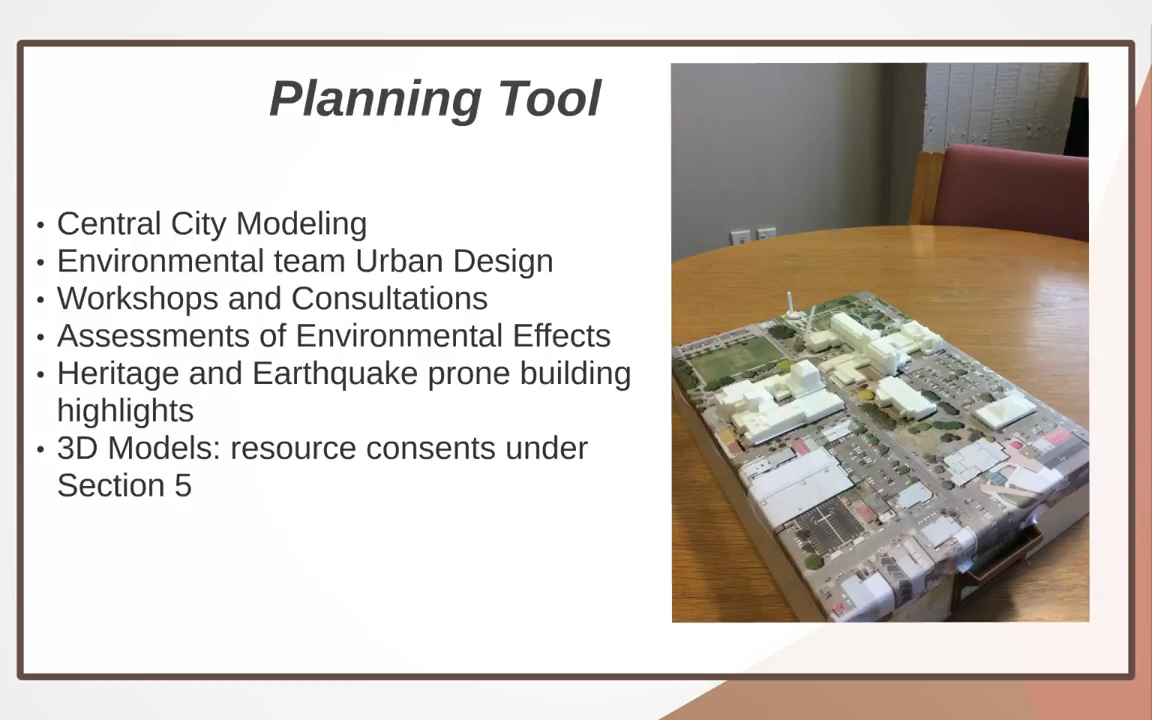 Planning Tool
• Central City Modeling
• Environmental team Urban Design
• Workshops and Consultations
• Assessments of Environmental Effects
• Heritage and Earthquake prone building
highlights
• 3D Models: resource consents under
Section 5